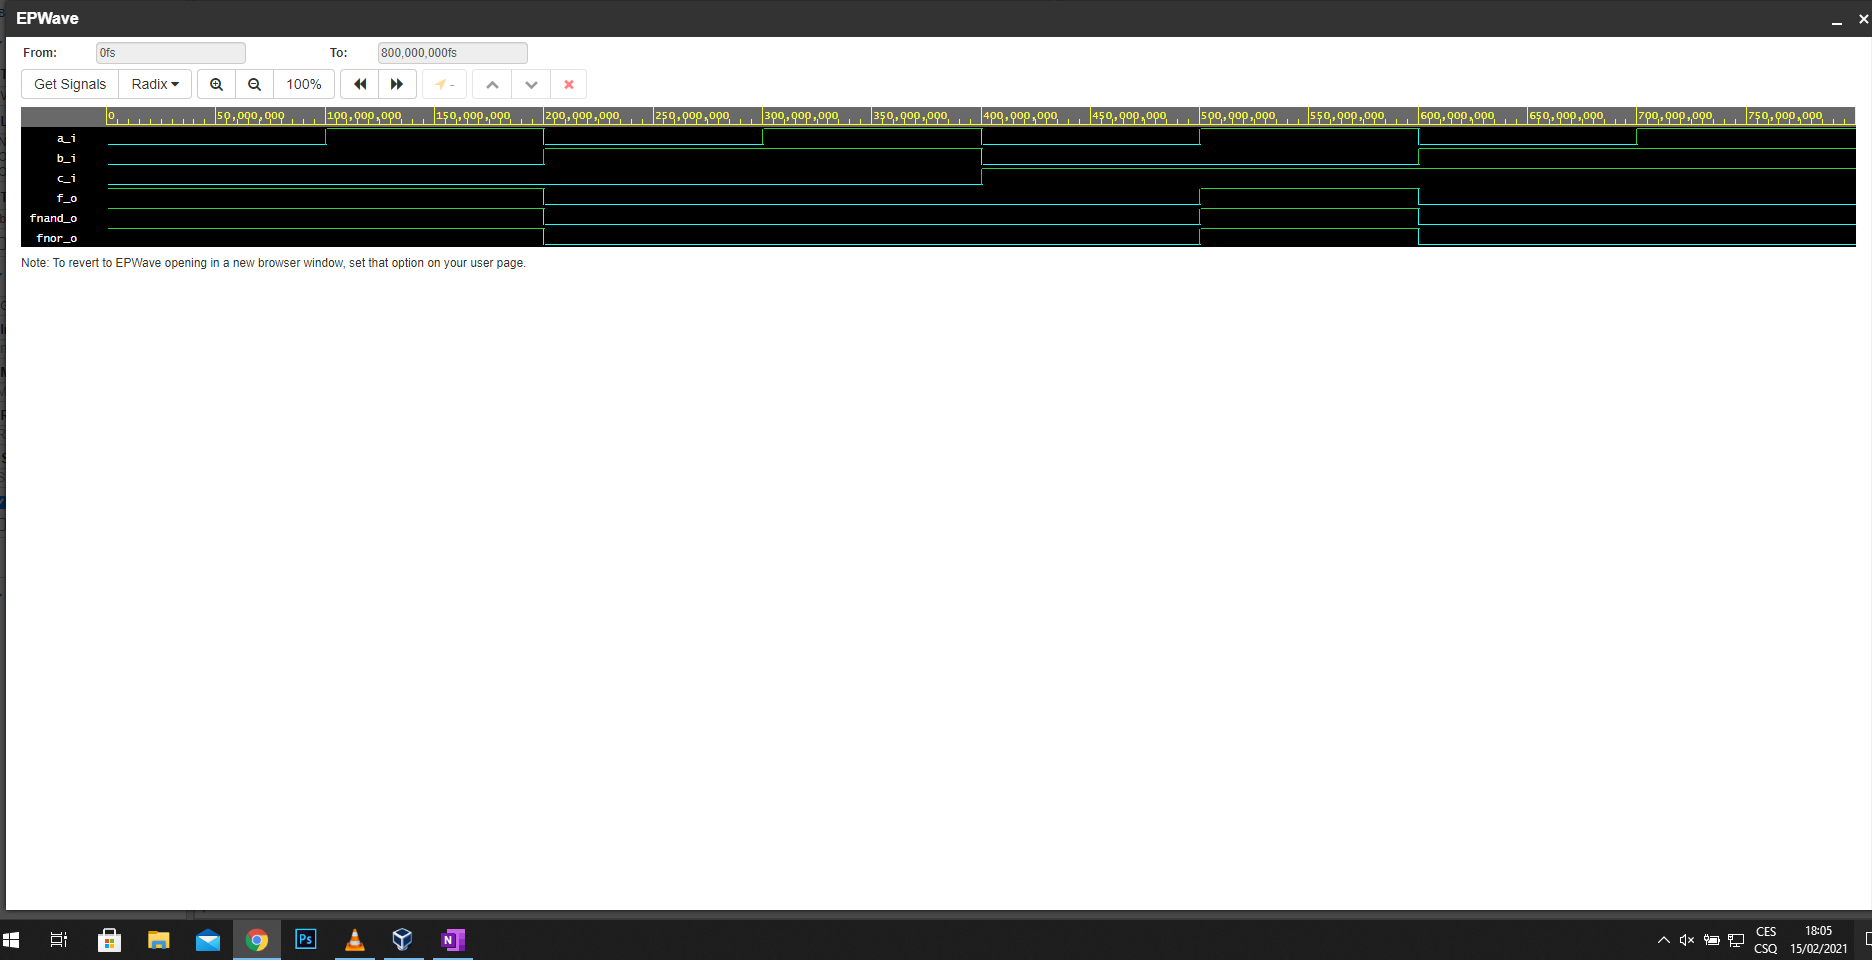 EPWave
From: 0fs To: 800,000,000fs
Get Signals Radix 100% -
0 50,000,000 100,000,000 150,000,000 200,000,000 250,000,000 300,000,000 350,000,000 400,000,000 450,000,000 500,000,000 550,000,000 600,000,000 650,000,000 700,000,000 750,000,000
a_i
b_i
c_i
f_o
fnand_o
fnor_o
Note: To revert to EPWave opening in a new browser window, set that option on your user page.
Ps
N
CES 18:05
CSQ 15/02/2021